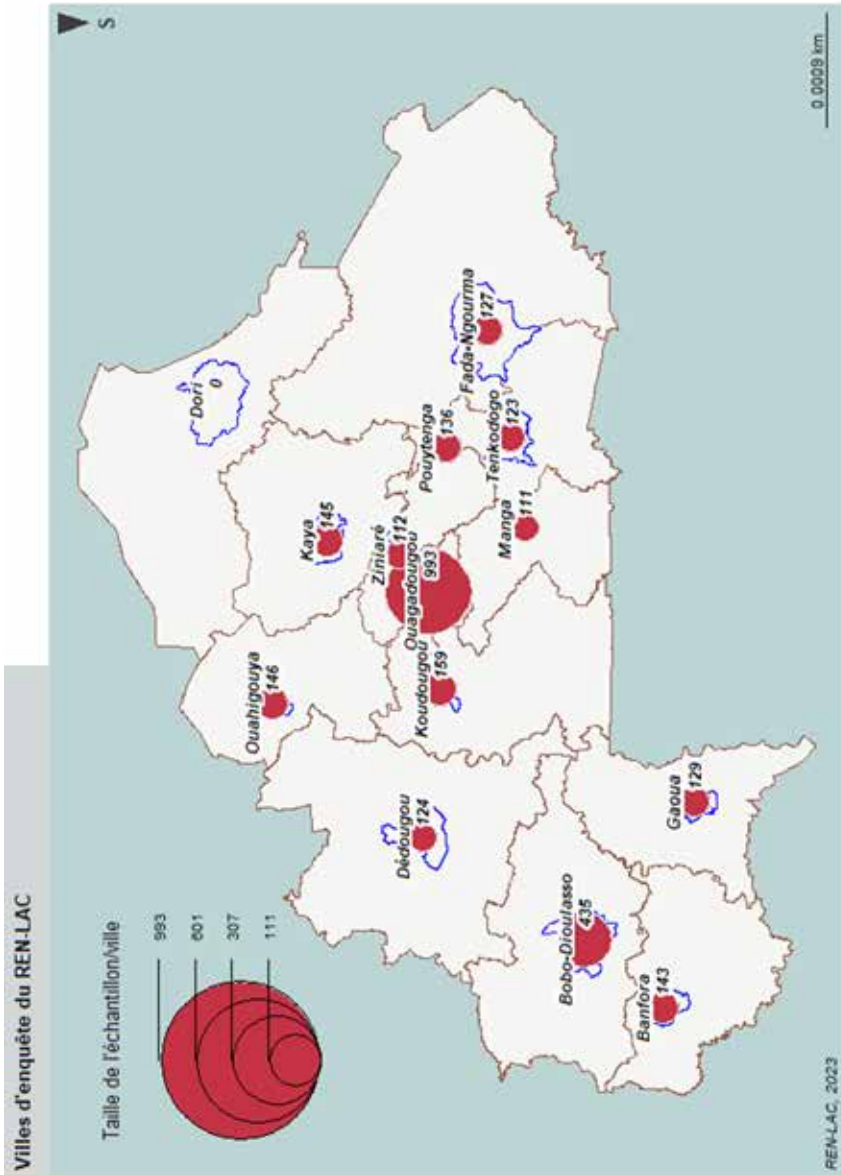 Villes d'enquête du REN-LAC
S
Taille de l'échantillon/ville
993
601
307
111
Dori
0
Kaya
145
Ouahigouya
146
Ziniaré
112
Ouagadougou
993
Pouytenga
136
Fada-Ngourma
127
Tenkodogo
123
Manga
111
Koudougou
159
Dédougou
124
Bobo-Dioulasso
435
Gaoua
129
Banfora
143
0.0009 km
REN-LAC, 2023